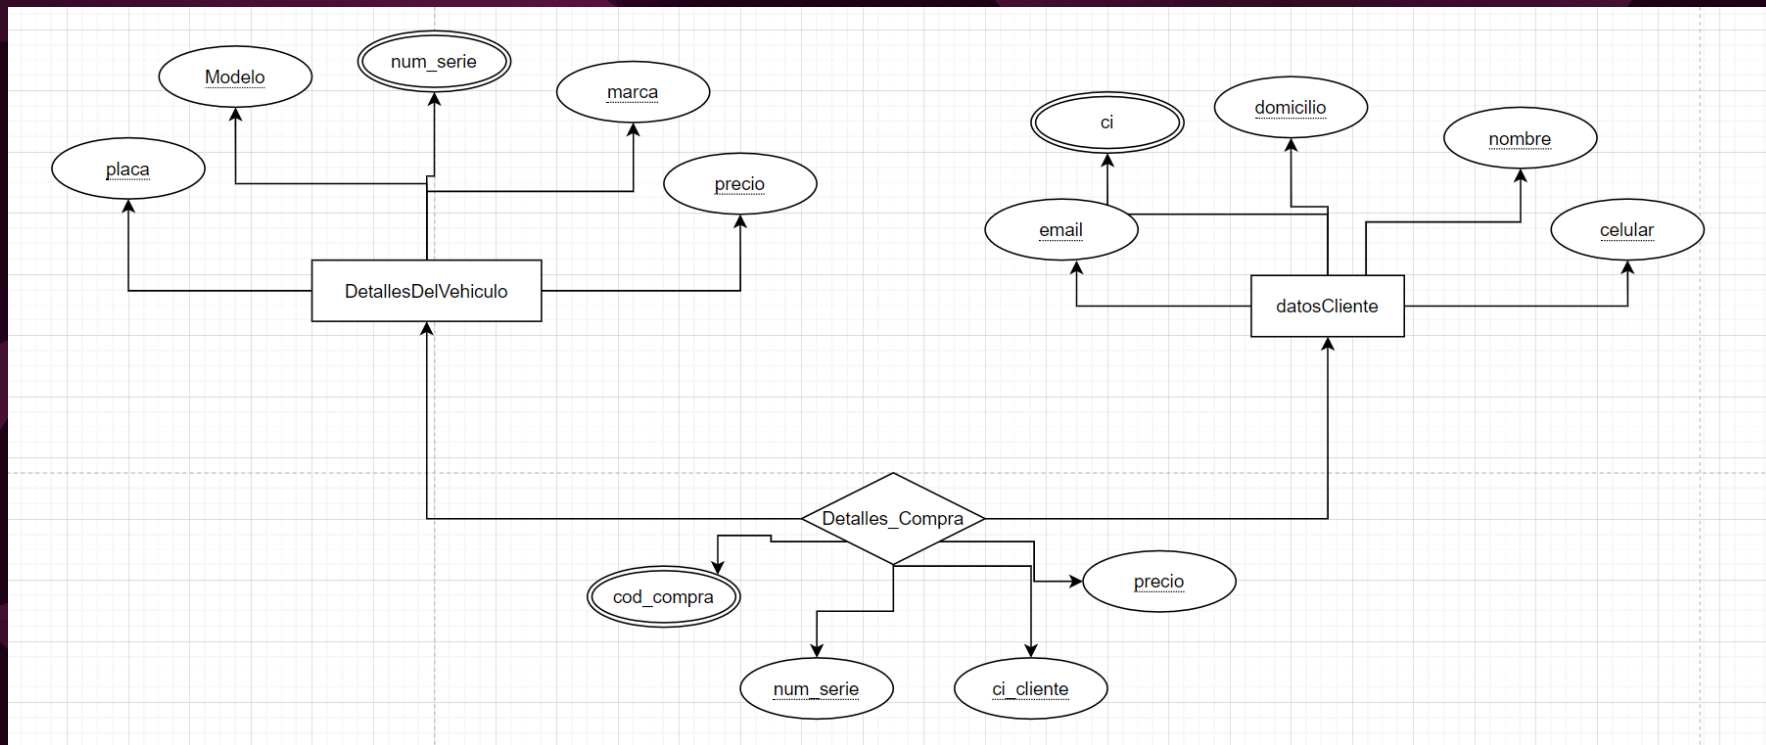 num_serie
Modelo
marca
placa
precio
DetallesDelVehiculo
ci
domicilio
nombre
email
celular
datosCliente
Detalles_Compra
cod_compra
precio
num_serie
ci_cliente